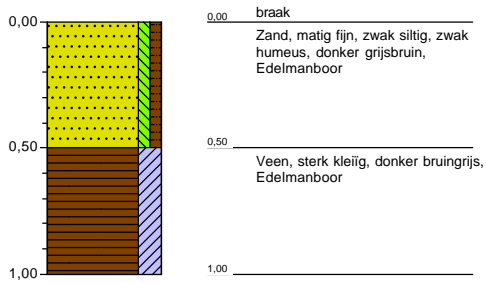 braak
0,00
0,00
Zand, matig fijn, zwak siltig, zwak
humeus, donker grijsbruin,
Edelmanboor
0,50
0,50
Veen, sterk kleiïg, donker bruingrijs,
Edelmanboor
1,00
1,00